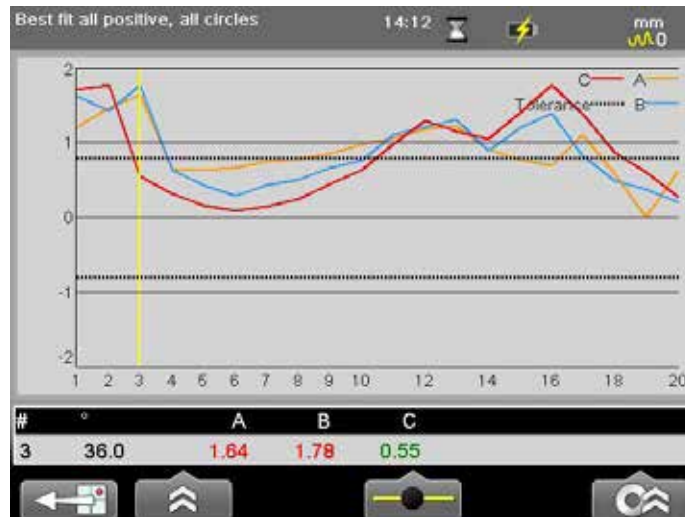 Best fit all positive, all circles 14:12 mm
0
2
C A
Tolerance B
1
0
-1
-2
1 2 3 4 5 6 7 8 9 10 12 14 16 18 20
# ° A B C
3 36.0 1.64 1.78 0.55